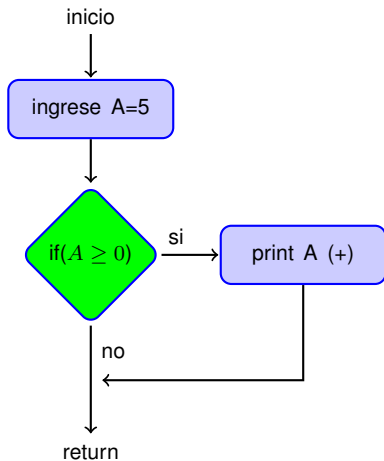 inicio
ingrese A=5
if(A ≥ 0)
si
print A (+)
no
return